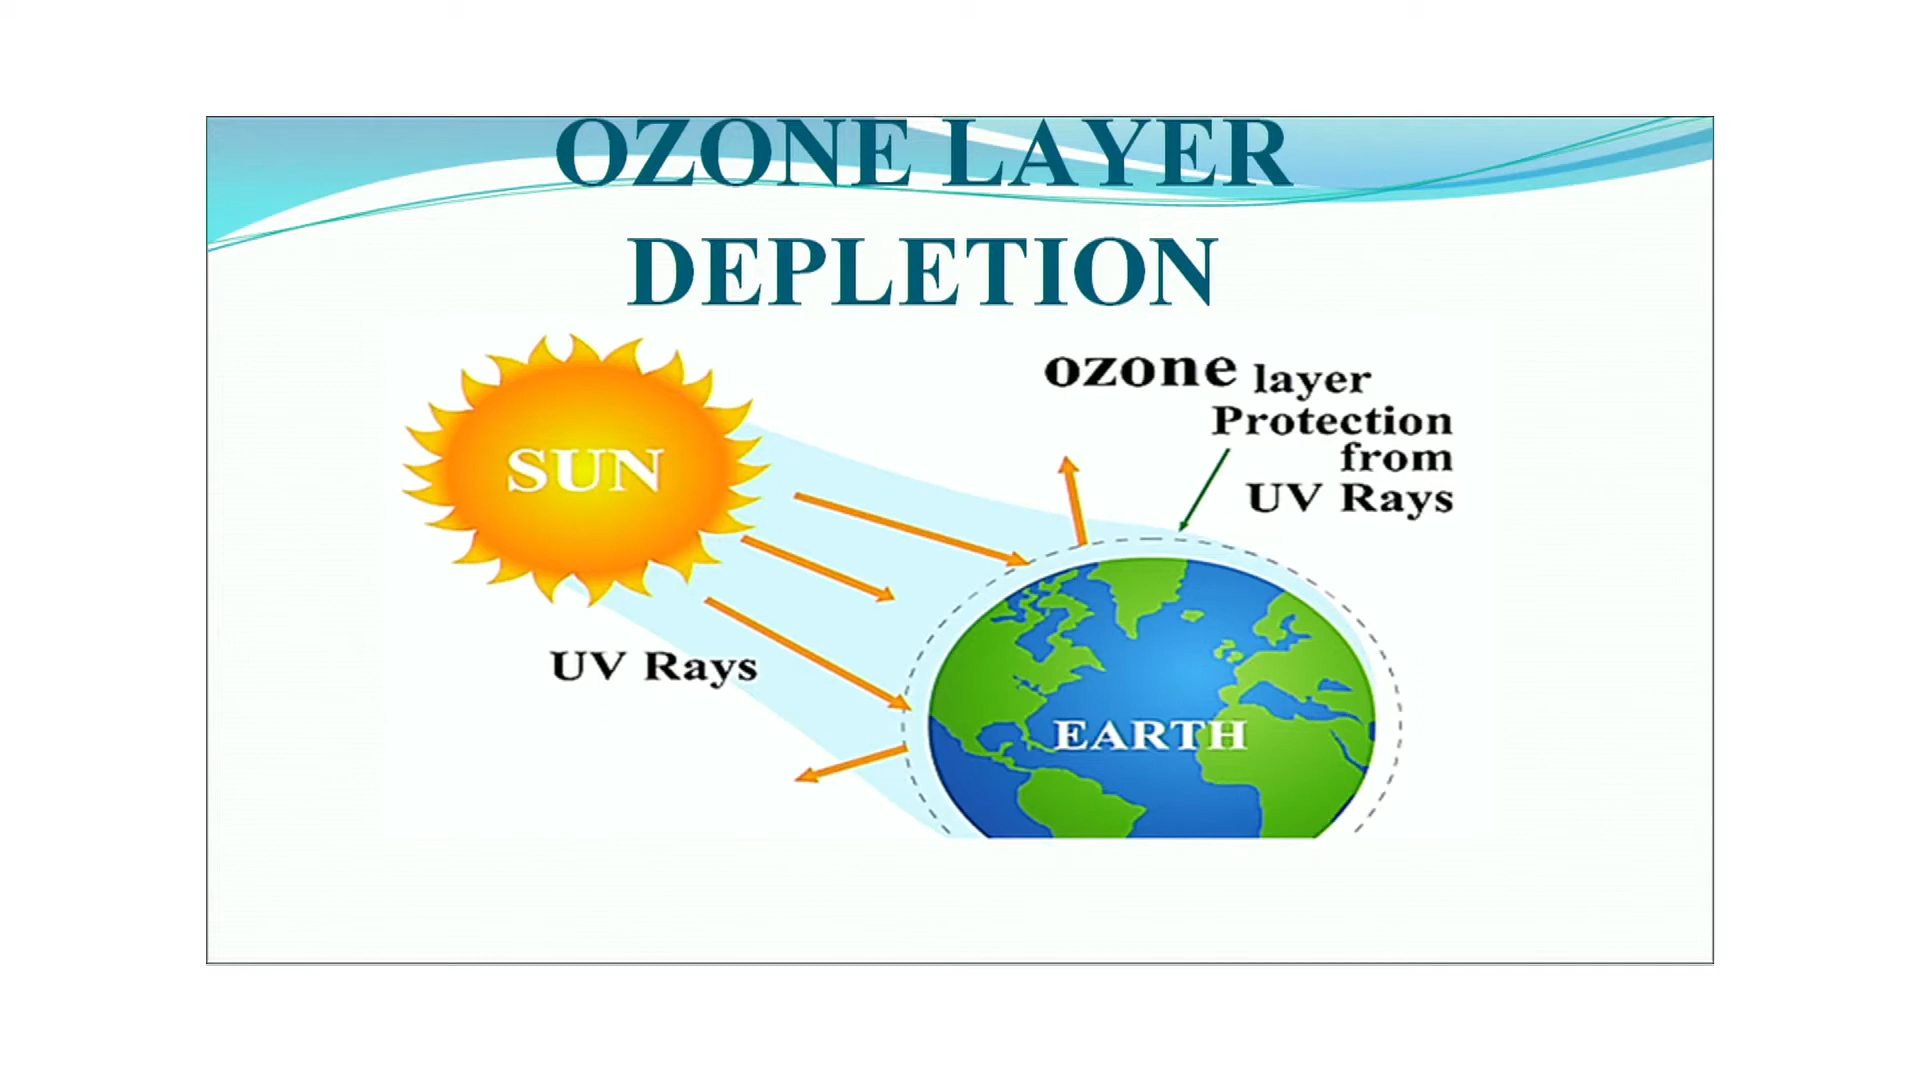 OZONE LAYER
DEPLETION
SUN
ozone layer
Protection
from
UV Rays
UV Rays
EARTH